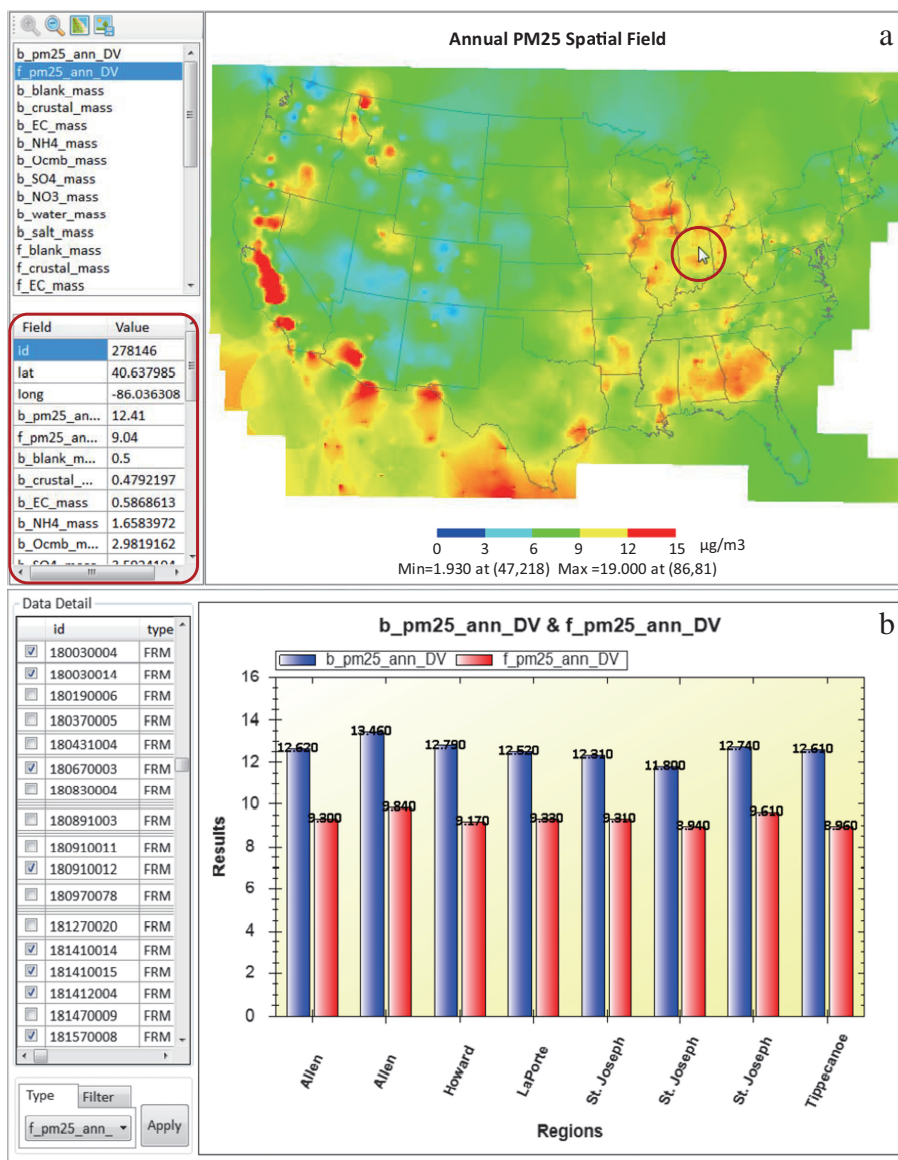 a
Annual PM25 Spatial Field
b_pm25_ann_DV
f_pm25_ann_DV
b_blank_mass
b_crustal_mass
b_EC_mass
b_NH4_mass
b_Ocmb_mass
b_SO4_mass
b_NO3_mass
b_water_mass
b_salt_mass
f_blank_mass
f_crustal_mass
f_EC_mass
Field Value
id 278146
lat 40.637985
long -86.036308
b_pm25_an... 12.41
f_pm25_an... 9.04
b_blank_m... 0.5
b_crustal_... 0.4792197
b_EC_mass 0.5868613
b_NH4_mass 1.6583972
b_Ocmb_m... 2.9819162
0 3 6 9 12 15 µg/m3
Min=1.930 at (47,218) Max =19.000 at (86,81)
Data Detail
id type
180030004 FRM
180030014 FRM
180190006 FRM
180370005 FRM
180431004 FRM
180670003 FRM
180830004 FRM
180891003 FRM
180910011 FRM
180910012 FRM
180970078 FRM
181270020 FRM
181410014 FRM
181410015 FRM
181412004 FRM
181470009 FRM
181570008 FRM
Type Filter
f_pm25_ann_ Apply
b
b_pm25_ann_DV & f_pm25_ann_DV
b_pm25_ann_DV f_pm25_ann_DV
16
14
12
10
8
6
4
2
0
Results
12.620 13.460 12.790 12.520 12.310 11.800 12.740 12.610
9.300 9.840 9.170 9.330 9.310 8.940 9.610 8.960
Allen Allen Howard LaPorte St. Joseph St. Joseph St. Joseph Tippecanoe
Regions